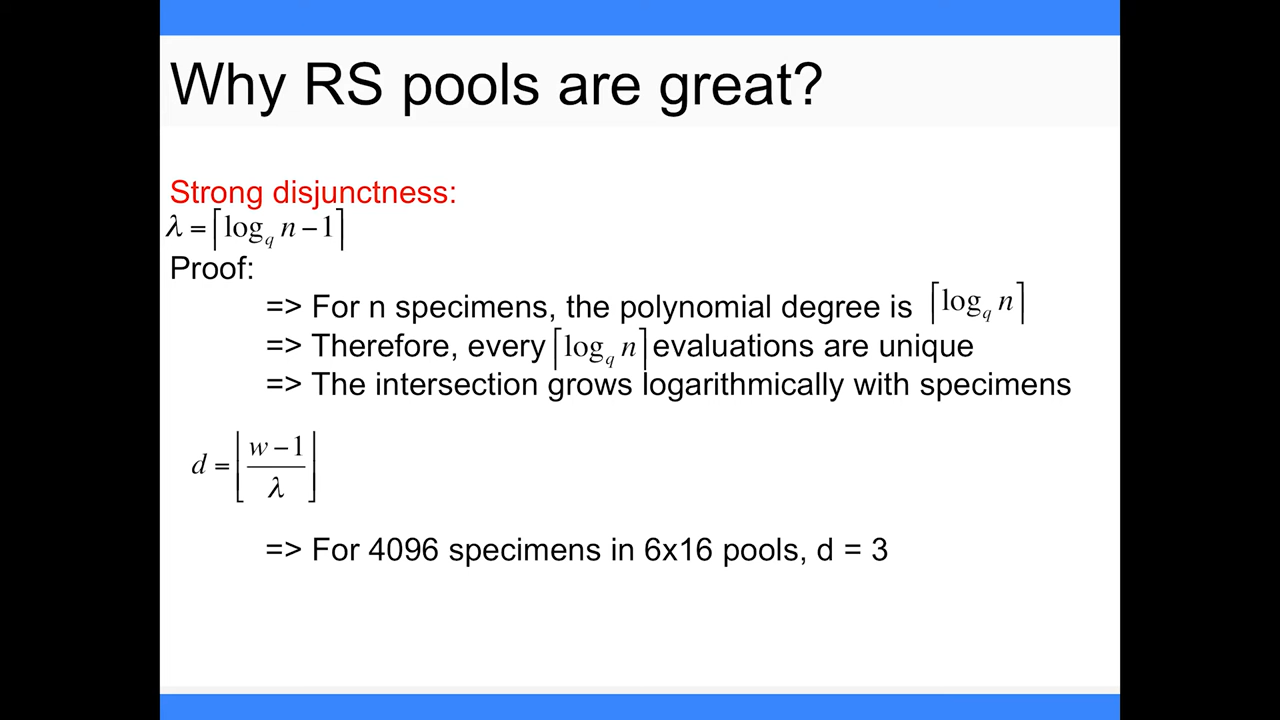 Why RS pools are great?
Strong disjunctness:
λ = ⌈log_q n − 1⌉
Proof:
=> For n specimens, the polynomial degree is ⌈log_q n⌉
=> Therefore, every ⌈log_q n⌉ evaluations are unique
=> The intersection grows logarithmically with specimens
d = ⌊(w − 1)/λ⌋
=> For 4096 specimens in 6x16 pools, d = 3